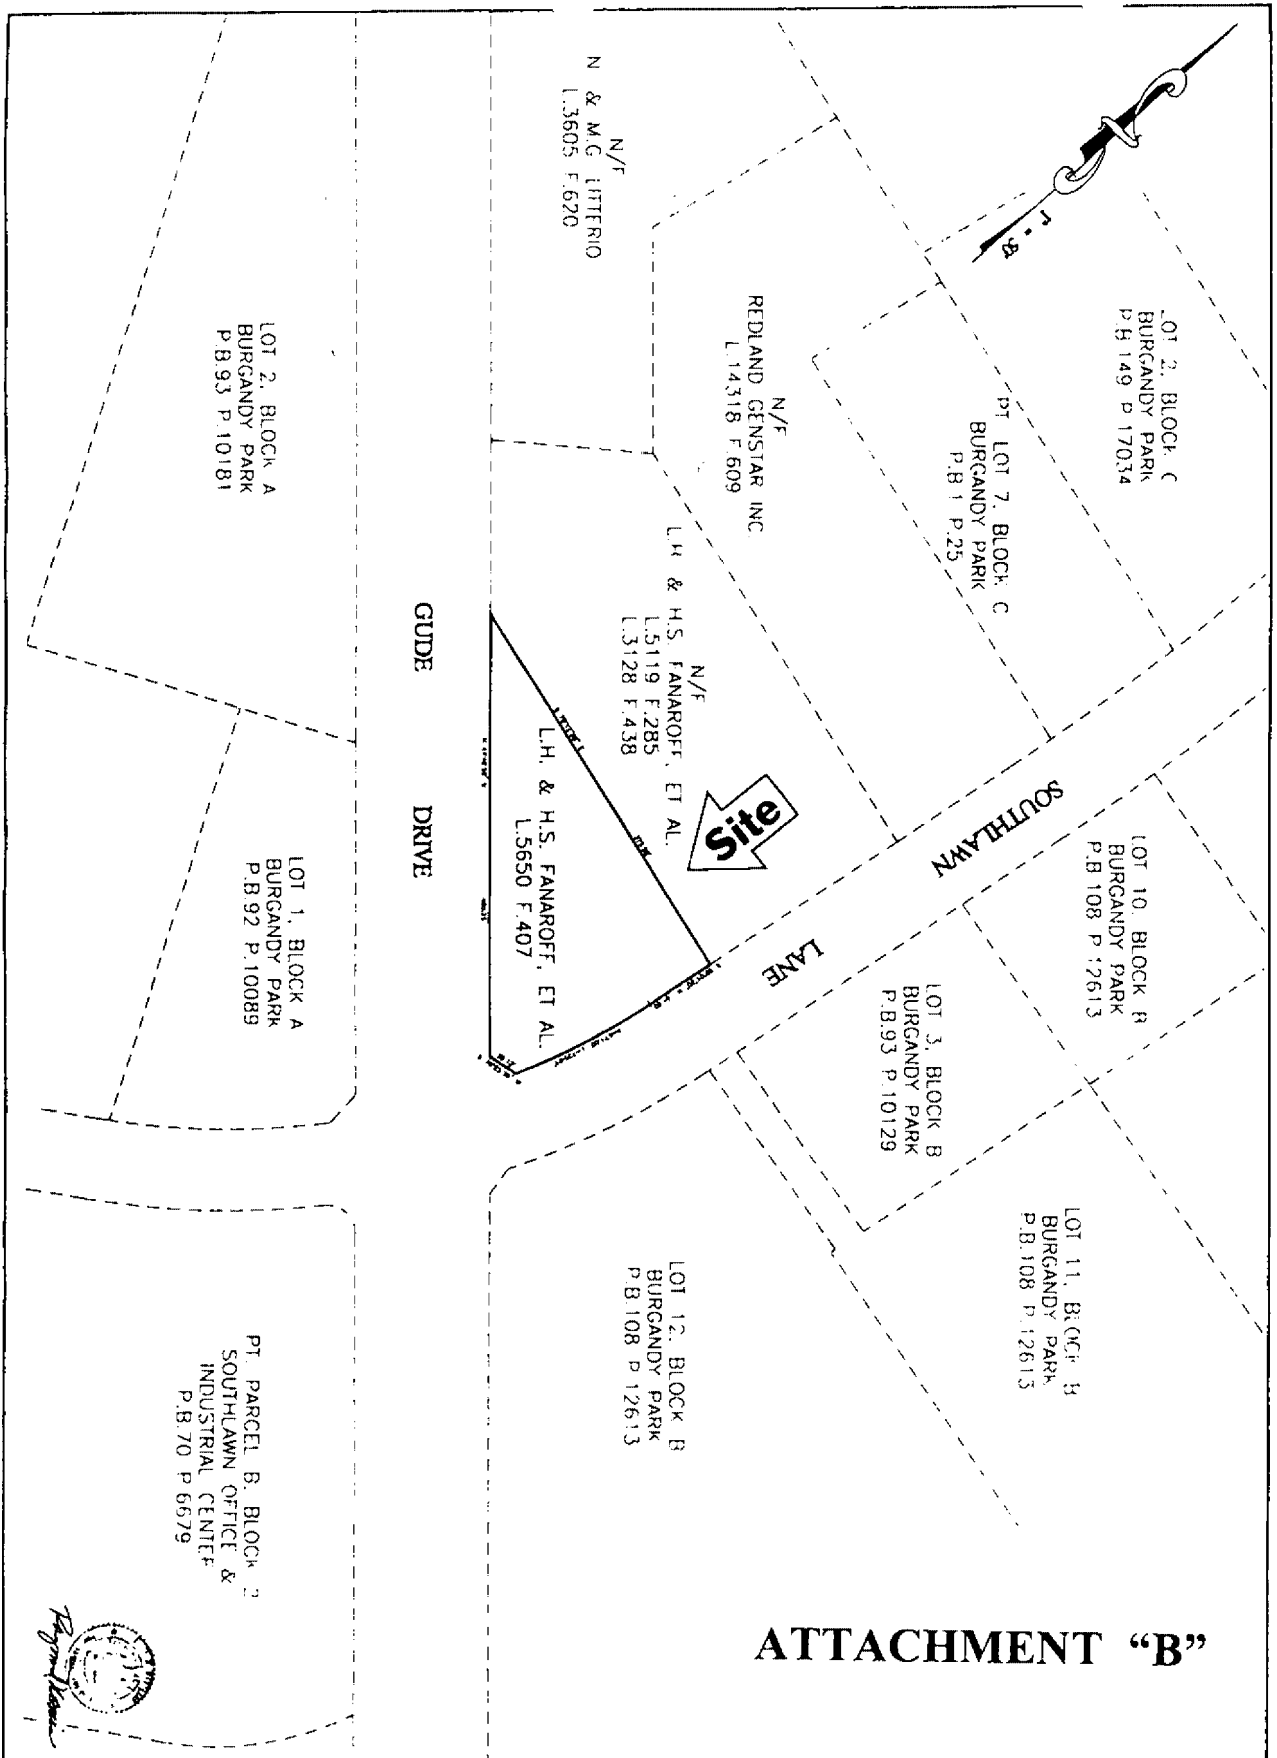 ATTACHMENT “B”
LOT 2, BLOCK C
BURGANDY PARK
P.B 149 P 17034
PT LOT 7, BLOCK C
BURGANDY PARK
P.B 1 P.25
N/F
REDLAND GENSTAR INC.
L.14318 F.609
N/F
N & M.G LITTERIO
L.3605 F.620
N/F
L.H & H.S. FANAROFF, ET AL.
L.5119 F.285
L.3128 F.438
Site
L.H. & H.S. FANAROFF, ET AL.
L.5650 F.407
SOUTHLAWN
LANE
LOT 10, BLOCK B
BURGANDY PARK
P.B 108 P 12613
LOT 3, BLOCK B
BURGANDY PARK
P.B.93 P.10129
LOT 11, BLOCK B
BURGANDY PARK
P.B.108 P.12613
LOT 12, BLOCK B
BURGANDY PARK
P.B.108 P 12613
GUDE DRIVE
LOT 2, BLOCK A
BURGANDY PARK
P.B.93 P.10181
LOT 1, BLOCK A
BURGANDY PARK
P.B.92 P.10089
PT. PARCEL B, BLOCK
SOUTHLAWN OFFICE &
INDUSTRIAL CENTER
P.B.70 P 6679